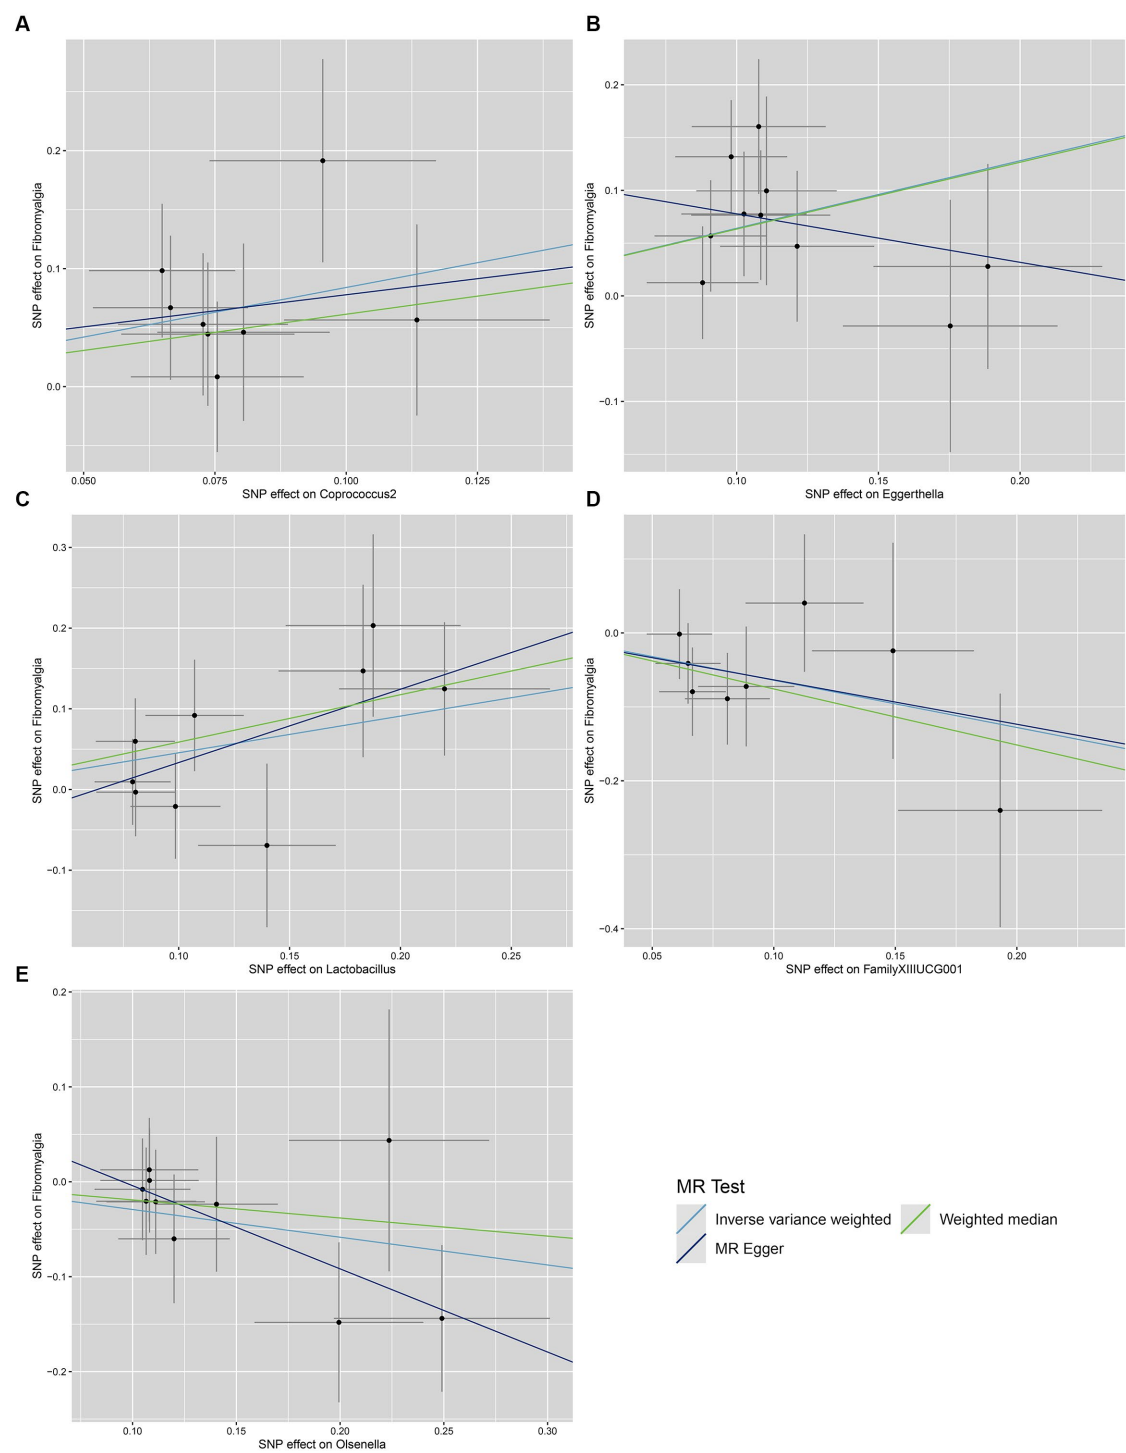 A
SNP effect on Fibromyalgia
0.2
0.1
0.0
0.050 0.075 0.100 0.125
SNP effect on Coprococcus2
B
SNP effect on Fibromyalgia
0.2
0.1
0.0
−0.1
0.10 0.15 0.20
SNP effect on Eggerthella
C
SNP effect on Fibromyalgia
0.3
0.2
0.1
0.0
−0.1
0.10 0.15 0.20 0.25
SNP effect on Lactobacillus
D
SNP effect on Fibromyalgia
0.0
−0.2
−0.4
0.05 0.10 0.15 0.20
SNP effect on FamilyXIIIUCG001
E
SNP effect on Fibromyalgia
0.2
0.1
0.0
−0.1
−0.2
0.10 0.15 0.20 0.25 0.30
SNP effect on Olsenella
MR Test
Inverse variance weighted
Weighted median
MR Egger